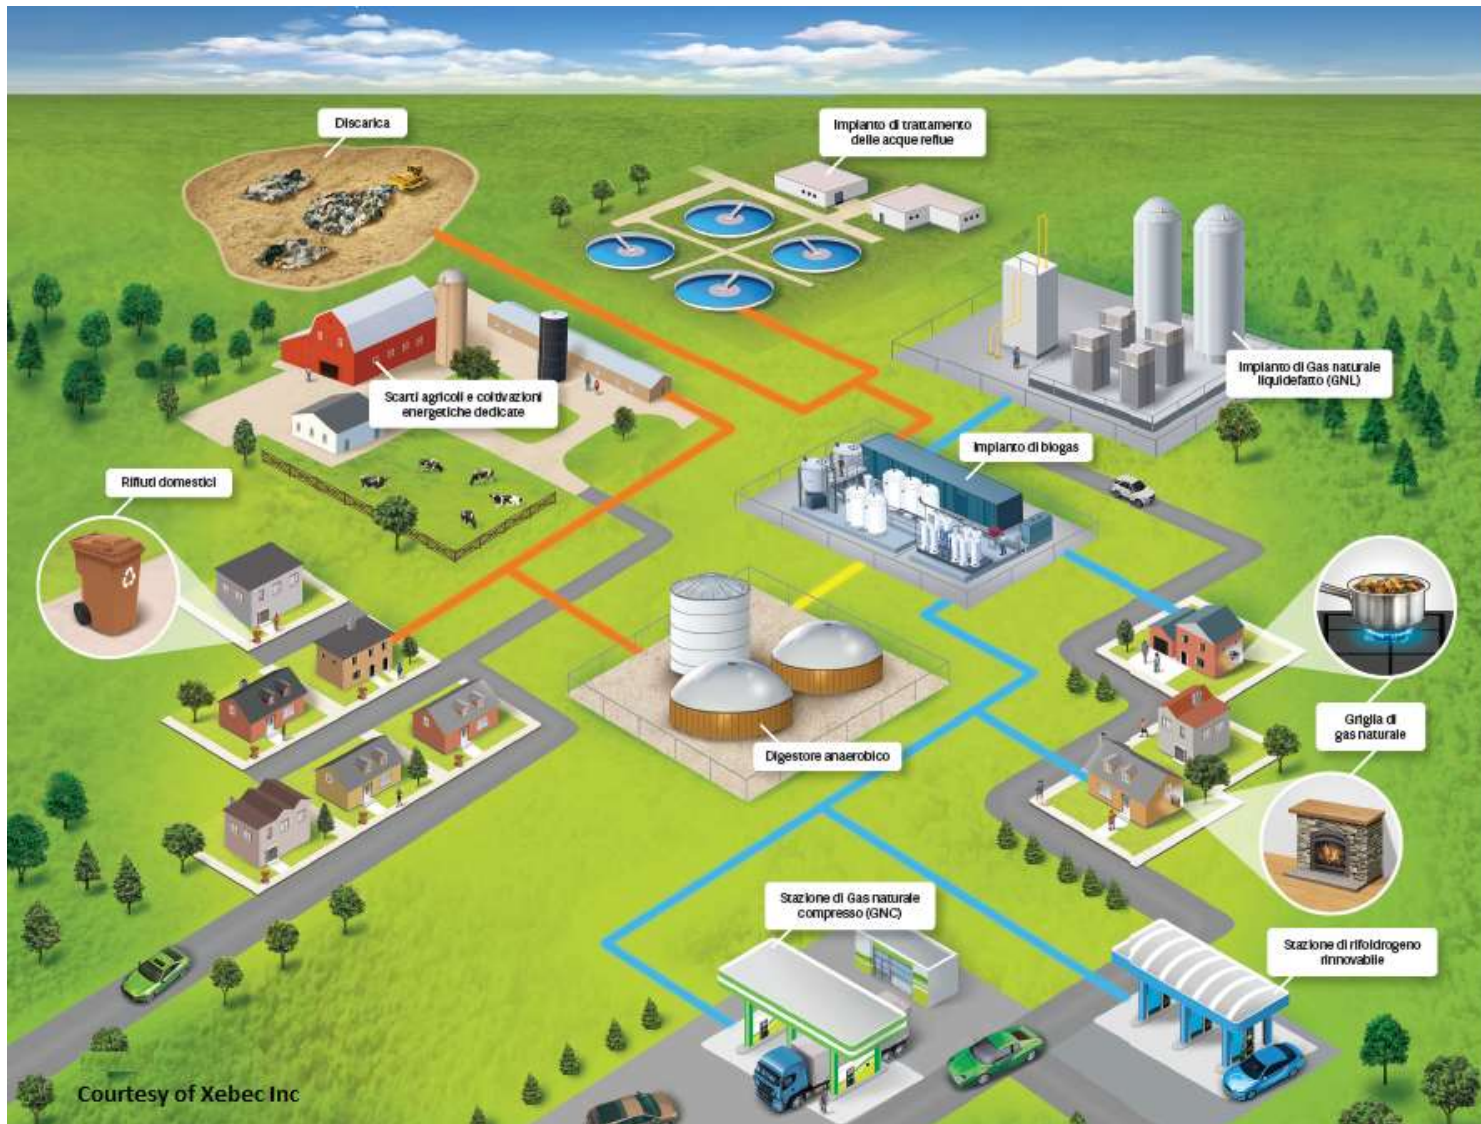 Discarica
Impianto di trattamento
delle acque reflue
Impianto di Gas naturale
liquidefatto (GNL)
Scarti agricoli e coltivazioni
energetiche dedicate
Impianto di biogas
Rifiuti domestici
Griglia di
gas naturale
Digestore anaerobico
Stazione di Gas naturale
compresso (GNC)
Stazione di rifoidrogeno
rinnovabile
Courtesy of Xebec Inc